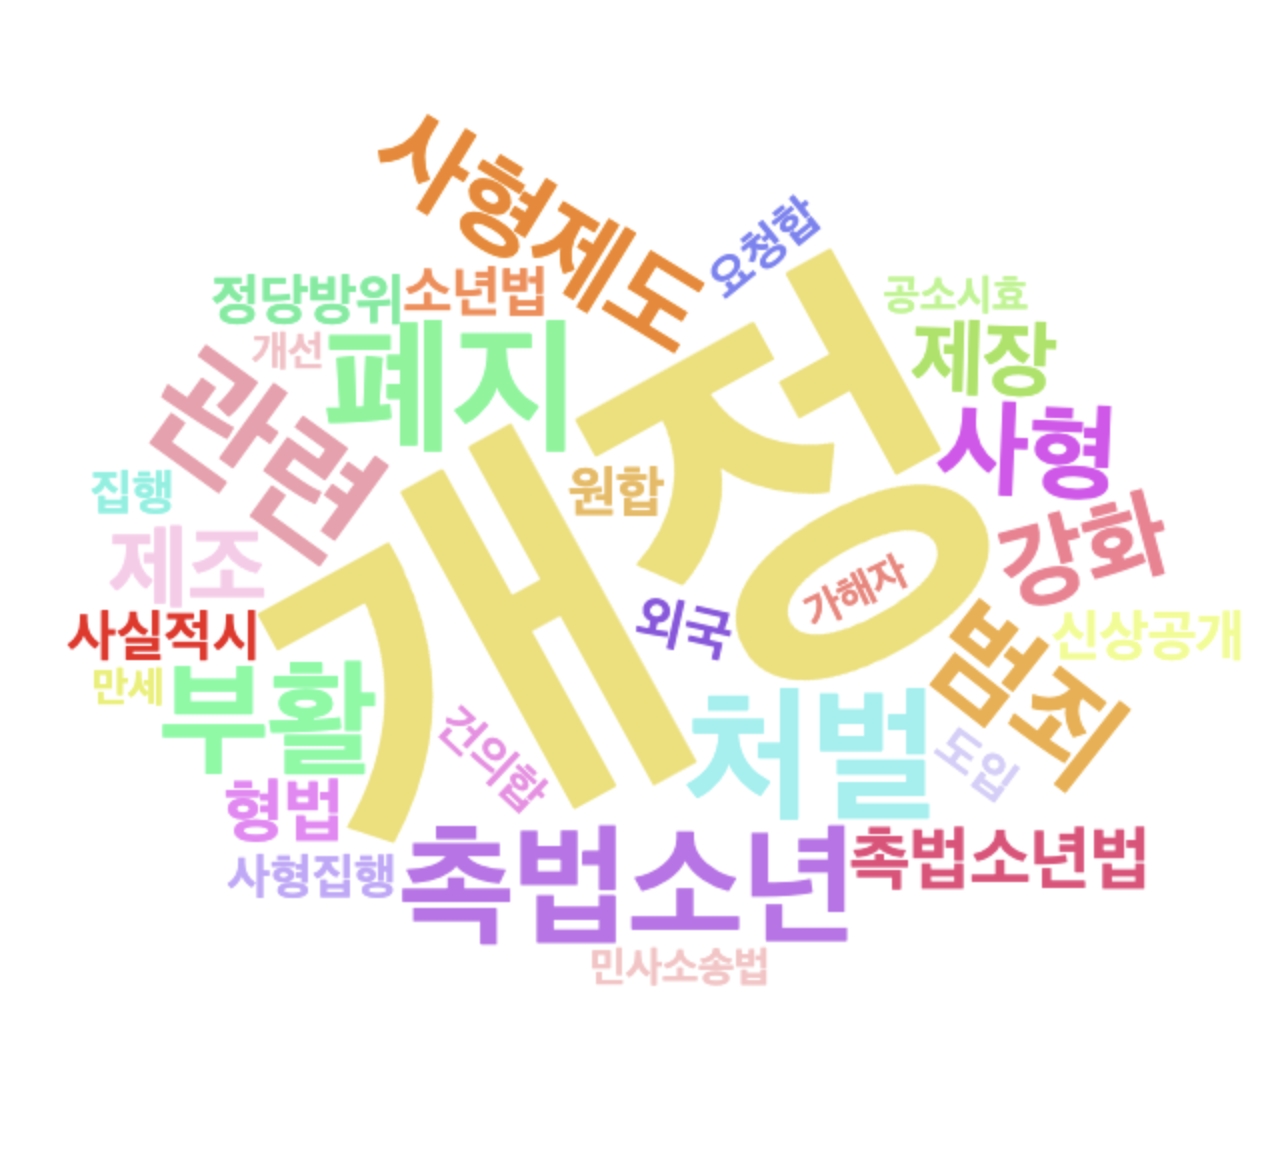 사형제도
요청합
정당방위
소년법
공소시효
개선
폐지
제장
관련
개정
사형
집행
원합
강화
제조
가해자
사실적시
외국
신상공개
만세
부활
범죄
건의합
처벌
도입
형법
사형집행
촉법소년
촉법소년법
민사소송법